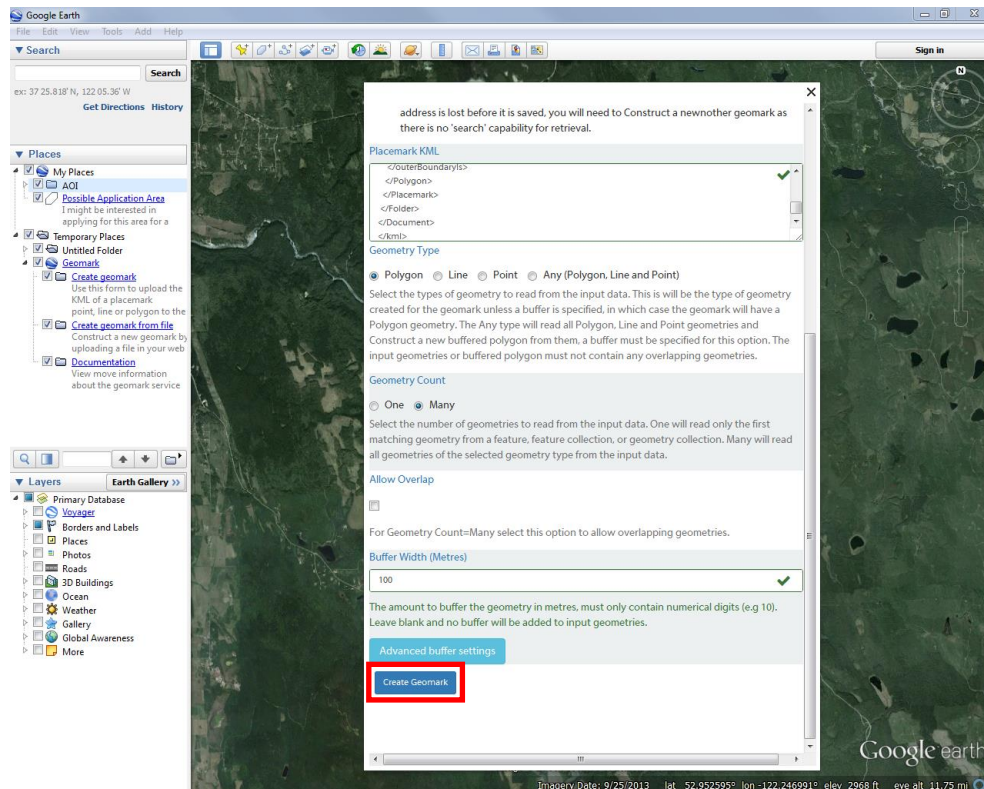 Google Earth
File Edit View Tools Add Help
Search
Sign in
Search
ex: 37 25.818' N, 122 05.36' W
Get Directions History
Places
My Places
AOI
Possible Application Area
I might be interested in
applying for this area for a
Temporary Places
Untitled Folder
Geomark
Create geomark
Use this form to upload the
KML of a placemark
point, line or polygon to the
Create geomark from file
Construct a new geomark by
uploading a file in your web
Documentation
View move information
about the geomark service
Layers
Earth Gallery >>
Primary Database
Voyager
Borders and Labels
Places
Photos
Roads
3D Buildings
Ocean
Weather
Gallery
Global Awareness
More
address is lost before it is saved, you will need to Construct a newnother geomark as
there is no 'search' capability for retrieval.
Placemark KML
</outerBoundaryIs>
</Polygon>
</Placemark>
</Folder>
</Document>
</kml>
Geometry Type
Polygon Line Point Any (Polygon, Line and Point)
Select the types of geometry to read from the input data. This is will be the type of geometry
created for the geomark unless a buffer is specified, in which case the geomark will have a
Polygon geometry. The Any type will read all Polygon, Line and Point geometries and
Construct a new buffered polygon from them, a buffer must be specified for this option. The
input geometries or buffered polygon must not contain any overlapping geometries.
Geometry Count
One Many
Select the number of geometries to read from the input data. One will read only the first
matching geometry from a feature, feature collection, or geometry collection. Many will read
all geometries of the selected geometry type from the input data.
Allow Overlap
For Geometry Count=Many select this option to allow overlapping geometries.
Buffer Width (Metres)
100
The amount to buffer the geometry in metres, must only contain numerical digits (e.g 10).
Leave blank and no buffer will be added to input geometries.
Advanced buffer settings
Create Geomark
N
Google earth
Imagery Date: 9/25/2013 lat 52.952595° lon -122.246991° elev 2968 ft eye alt 11.75 mi